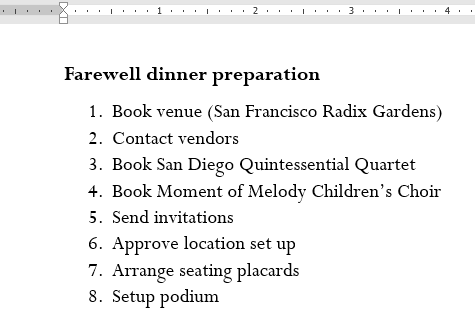 1 2 3 4
Farewell dinner preparation
1. Book venue (San Francisco Radix Gardens)
2. Contact vendors
3. Book San Diego Quintessential Quartet
4. Book Moment of Melody Children’s Choir
5. Send invitations
6. Approve location set up
7. Arrange seating placards
8. Setup podium